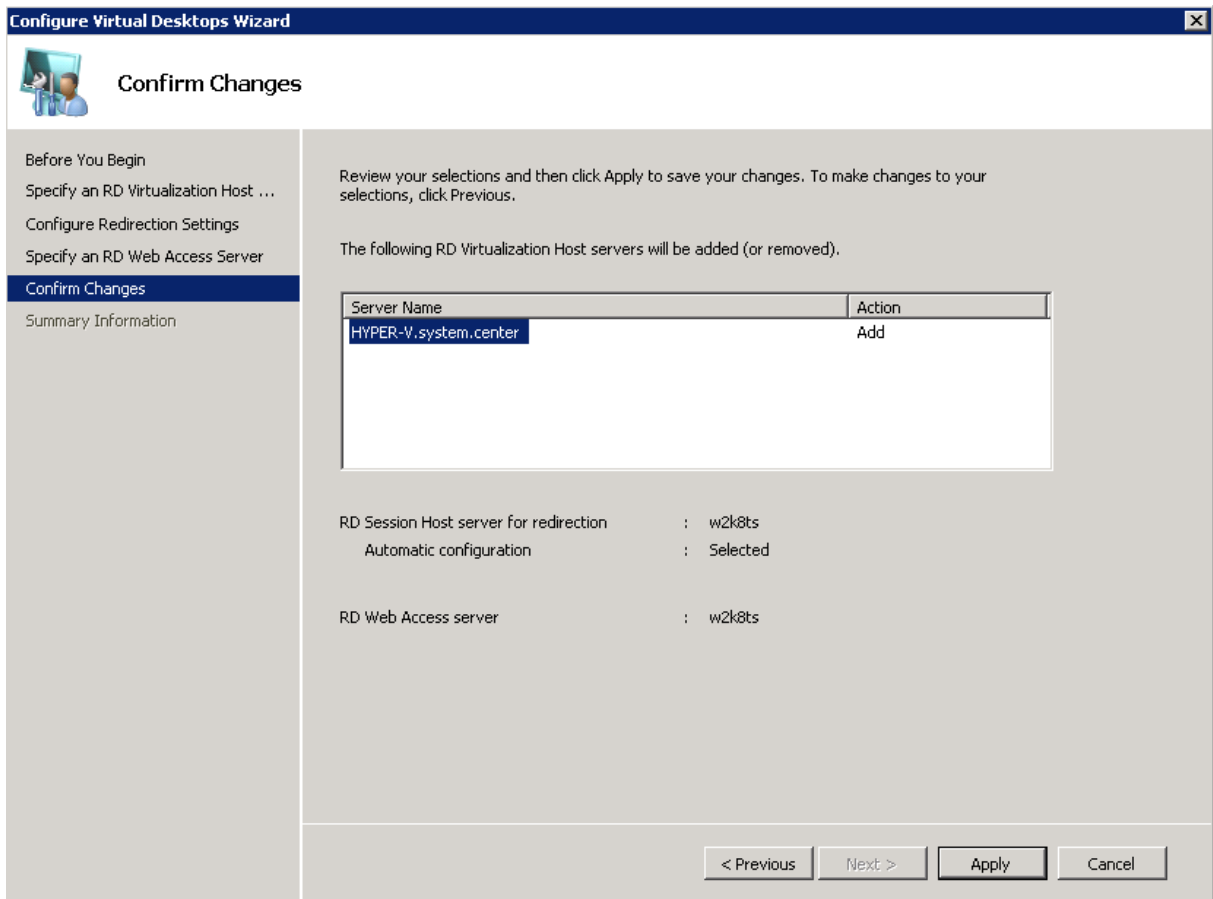 Configure Virtual Desktops Wizard
Confirm Changes
Before You Begin
Specify an RD Virtualization Host ...
Configure Redirection Settings
Specify an RD Web Access Server
Confirm Changes
Summary Information
Review your selections and then click Apply to save your changes. To make changes to your
selections, click Previous.
The following RD Virtualization Host servers will be added (or removed).
Server Name Action
HYPER-V.system.center Add
RD Session Host server for redirection : w2k8ts
Automatic configuration : Selected
RD Web Access server : w2k8ts
< Previous Next > Apply Cancel